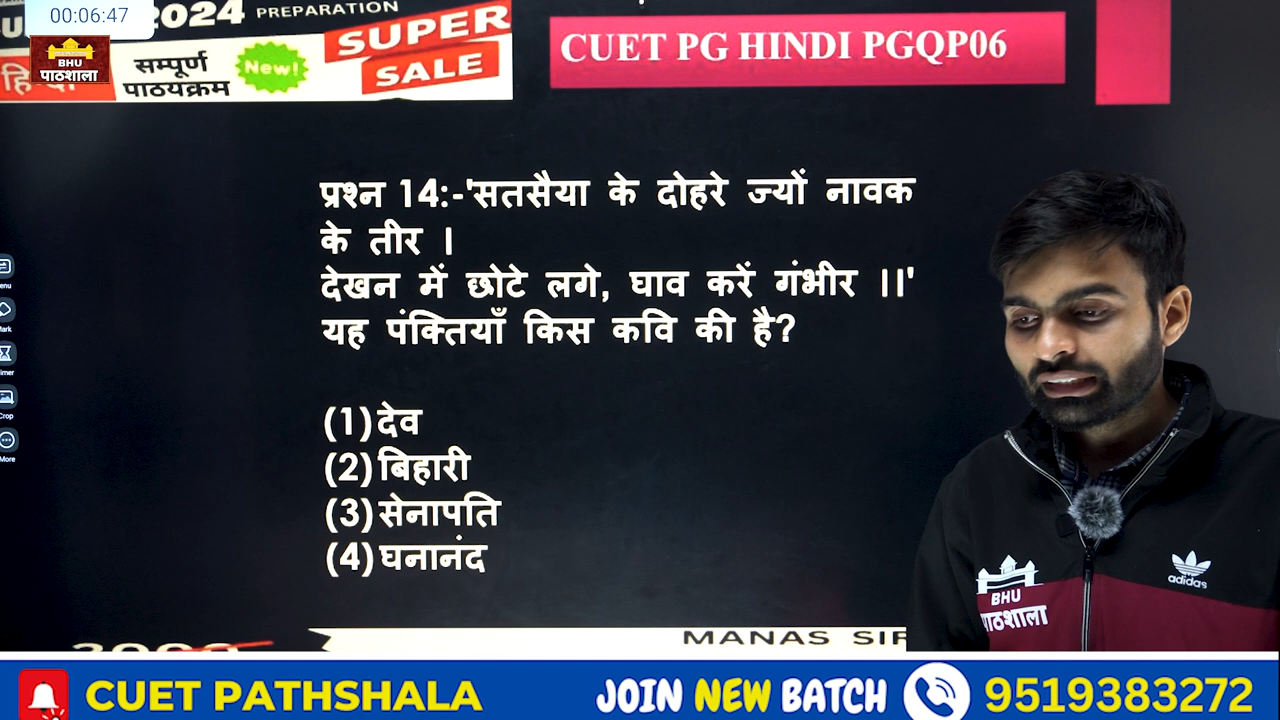 00:06:47
2024 PREPARATION
SUPER
SALE
BHU
पाठशाला
सम्पूर्ण
पाठयक्रम
New!
CUET PG HINDI PGQP06
प्रश्न 14:-'सतसैया के दोहरे ज्यों नावक
के तीर ।
देखन में छोटे लगे, घाव करें गंभीर ।।'
यह पंक्तियाँ किस कवि की है?
(1)देव
(2)बिहारी
(3)सेनापति
(4)घनानंद
Crop
More
adidas
BHU
पाठशाला
MANAS SIR
CUET PATHSHALA
JOIN NEW BATCH
9519383272